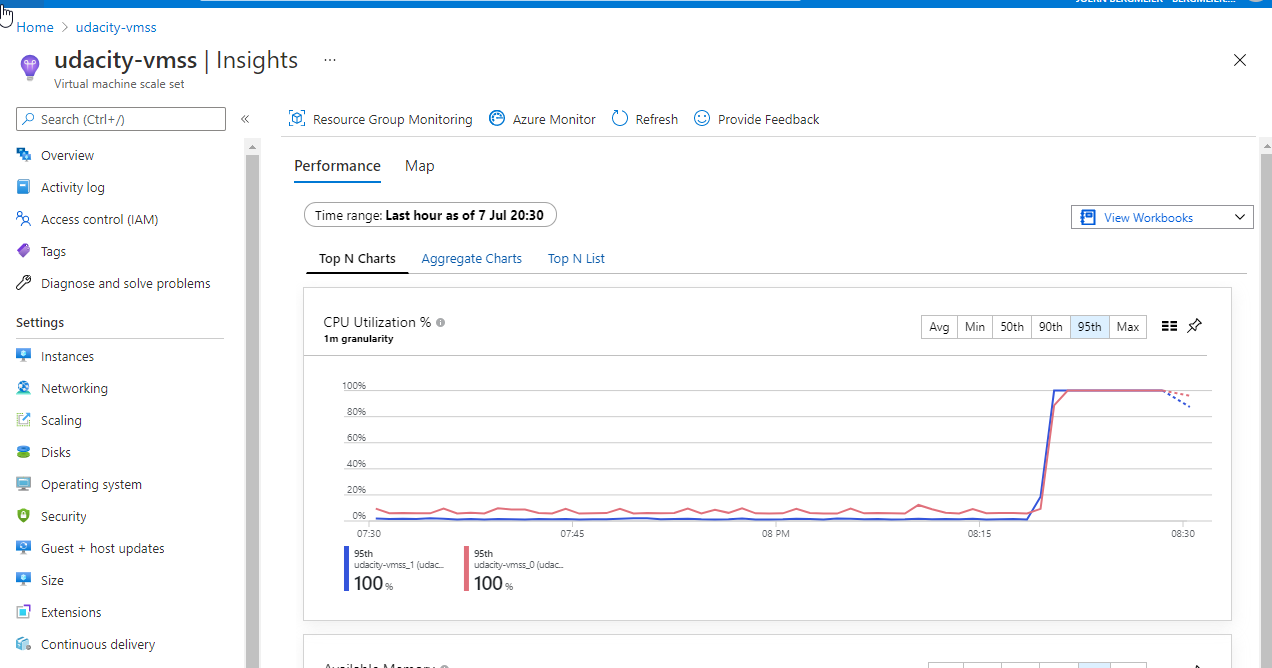 Home > udacity-vmss
udacity-vmss | Insights ...
Virtual machine scale set
Search (Ctrl+/)
«
Overview
Activity log
Access control (IAM)
Tags
Diagnose and solve problems
Settings
Instances
Networking
Scaling
Disks
Operating system
Security
Guest + host updates
Size
Extensions
Continuous delivery
Resource Group Monitoring Azure Monitor Refresh Provide Feedback
Performance Map
Time range: Last hour as of 7 Jul 20:30
View Workbooks
Top N Charts Aggregate Charts Top N List
CPU Utilization %
1m granularity
Avg Min 50th 90th 95th Max
100%
80%
60%
40%
20%
0%
07:30 07:45 08 PM 08:15 08:30
95th
udacity-vmss_1 (udac...
100 %
95th
udacity-vmss_0 (udac...
100 %
Available Memory